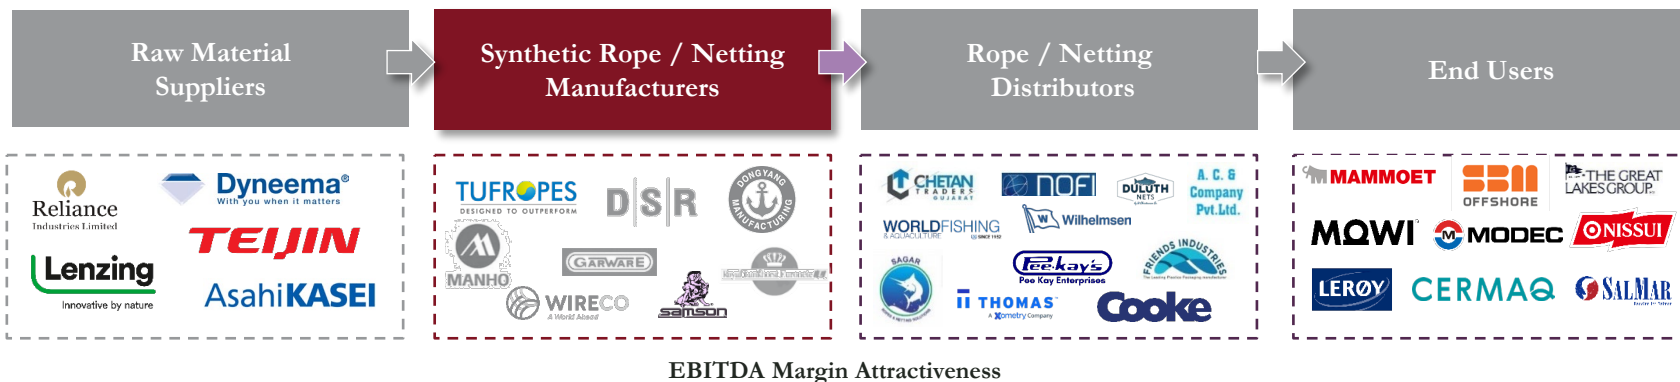 Raw Material
Suppliers
Synthetic Rope / Netting
Manufacturers
Rope / Netting
Distributors
End Users
Reliance
Industries Limited
Dyneema®
With you when it matters
TEIJIN
Lenzing
Innovative by nature
AsahiKASEI
TUFROPES
DESIGNED TO OUTPERFORM
D|S|R
DONGYANG
MANUFACTURING
MANHO
GARWARE
WIRECO
A World Ahead
samson
CHETAN
TRADERS
GUJARAT
NOFI
DULUTH
NETS
A. C. &
Company
Pvt.Ltd.
WORLDFISHING
& AQUACULTURE
SINCE 1952
W Wilhelmsen
SAGAR
Pee-kay's
Pee Kay Enterprises
FRIENDS INDUSTRIES
THOMAS™
A Xometry Company
Cooke
MAMMOET
SBM
OFFSHORE
THE GREAT
LAKES GROUP.
MOWI
M MODEC
NISSUI
LERØY
CERMAQ
SALMAR
EBITDA Margin Attractiveness